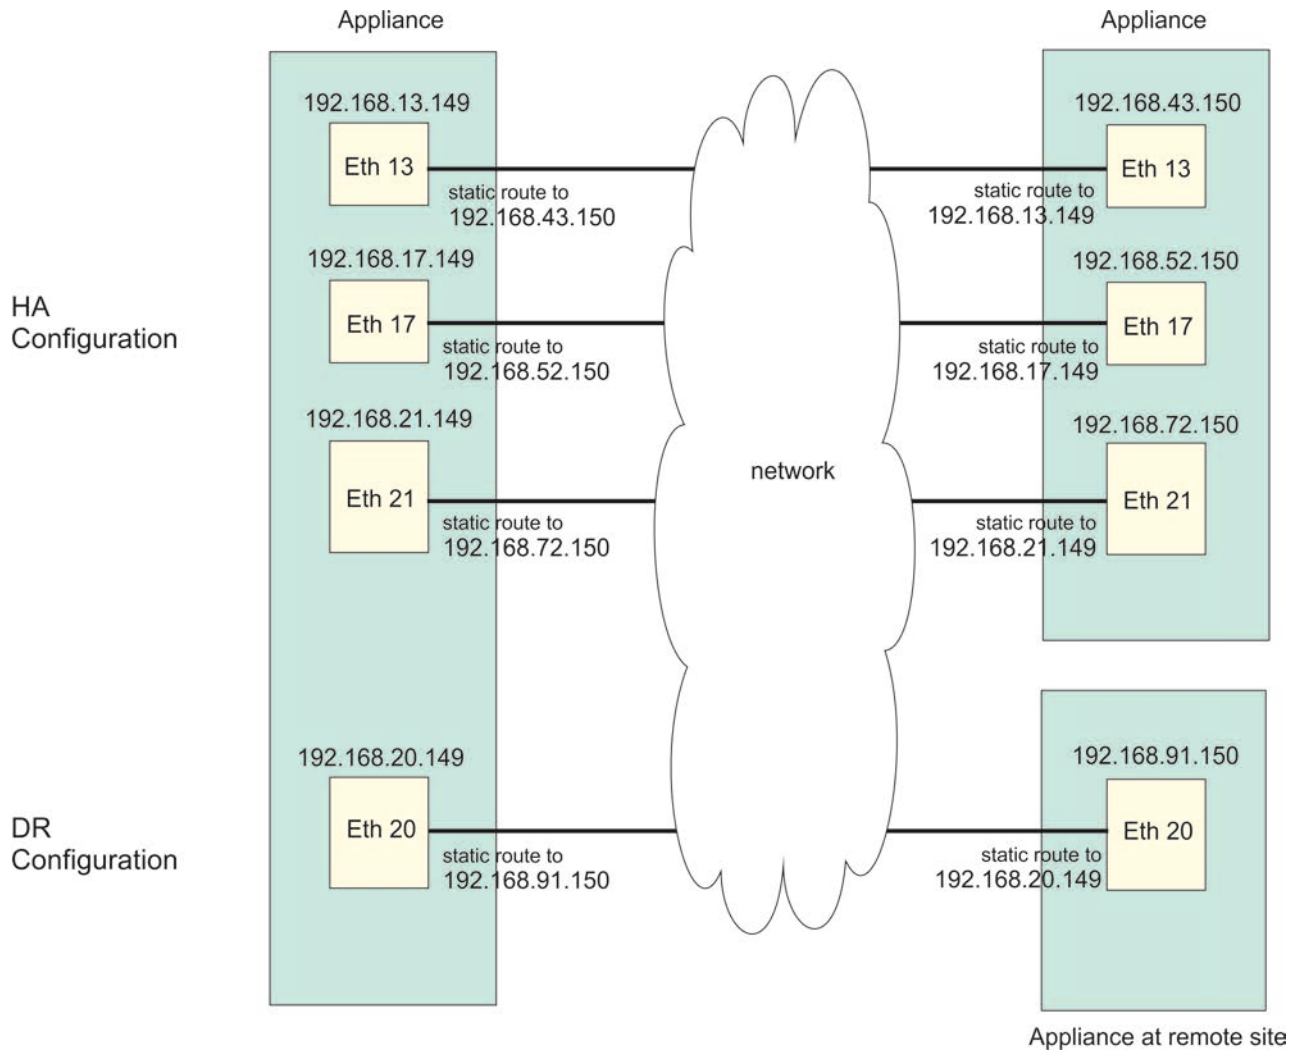 Appliance
Appliance
192.168.13.149
Eth 13
static route to
192.168.43.150
192.168.43.150
Eth 13
static route to
192.168.13.149
HA
Configuration
192.168.17.149
Eth 17
static route to
192.168.52.150
192.168.52.150
Eth 17
static route to
192.168.17.149
192.168.21.149
Eth 21
static route to
192.168.72.150
network
192.168.72.150
Eth 21
static route to
192.168.21.149
DR
Configuration
192.168.20.149
Eth 20
static route to
192.168.91.150
192.168.91.150
Eth 20
static route to
192.168.20.149
Appliance at remote site